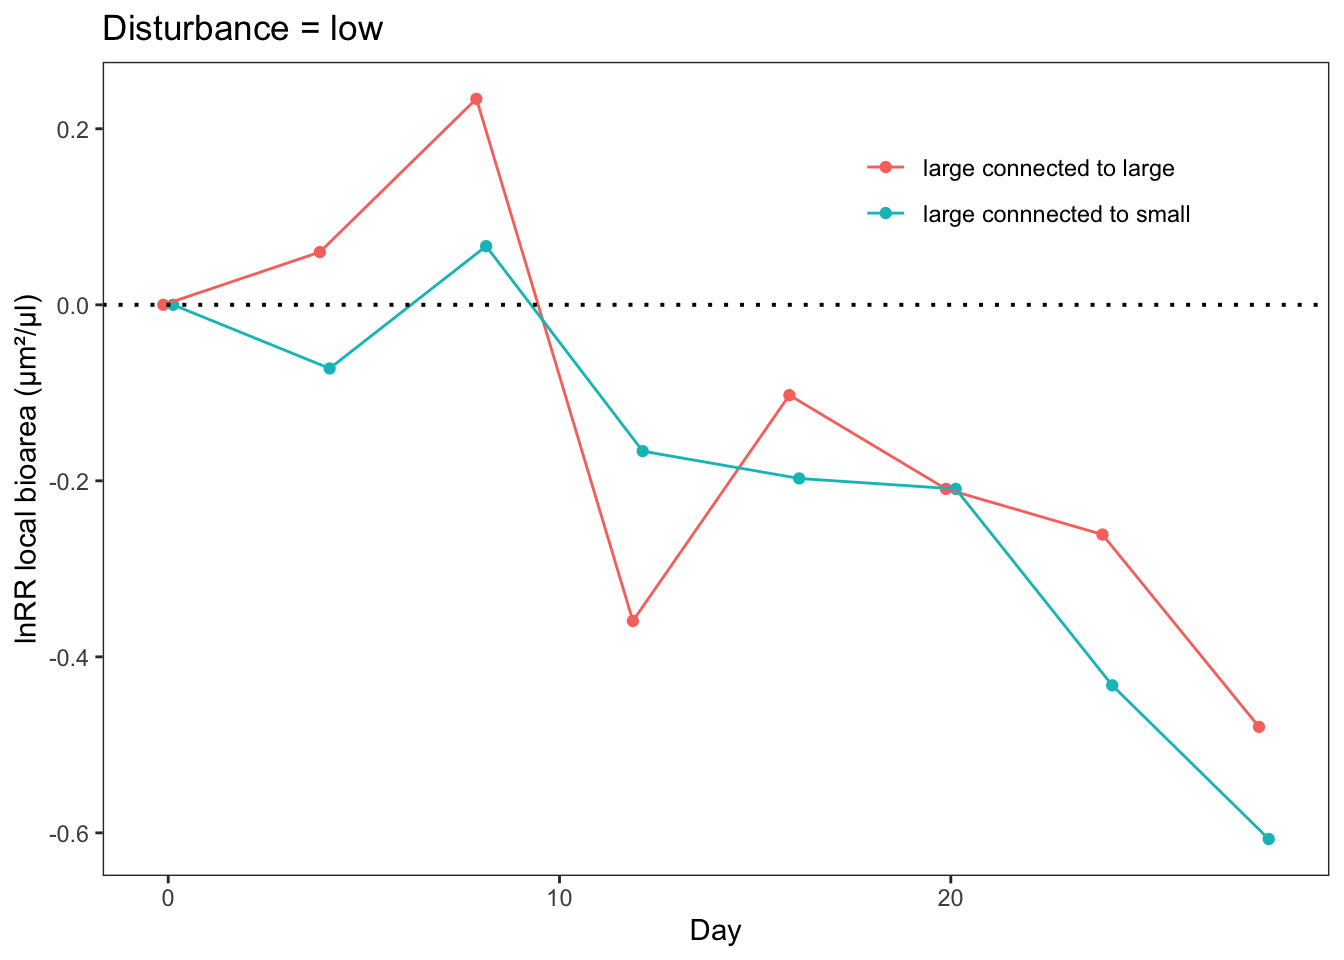 Disturbance = low
0.2
0.0
-0.2
-0.4
-0.6
lnRR local bioarea (μm²/μl)
large connected to large
large connnected to small
0
10
20
Day